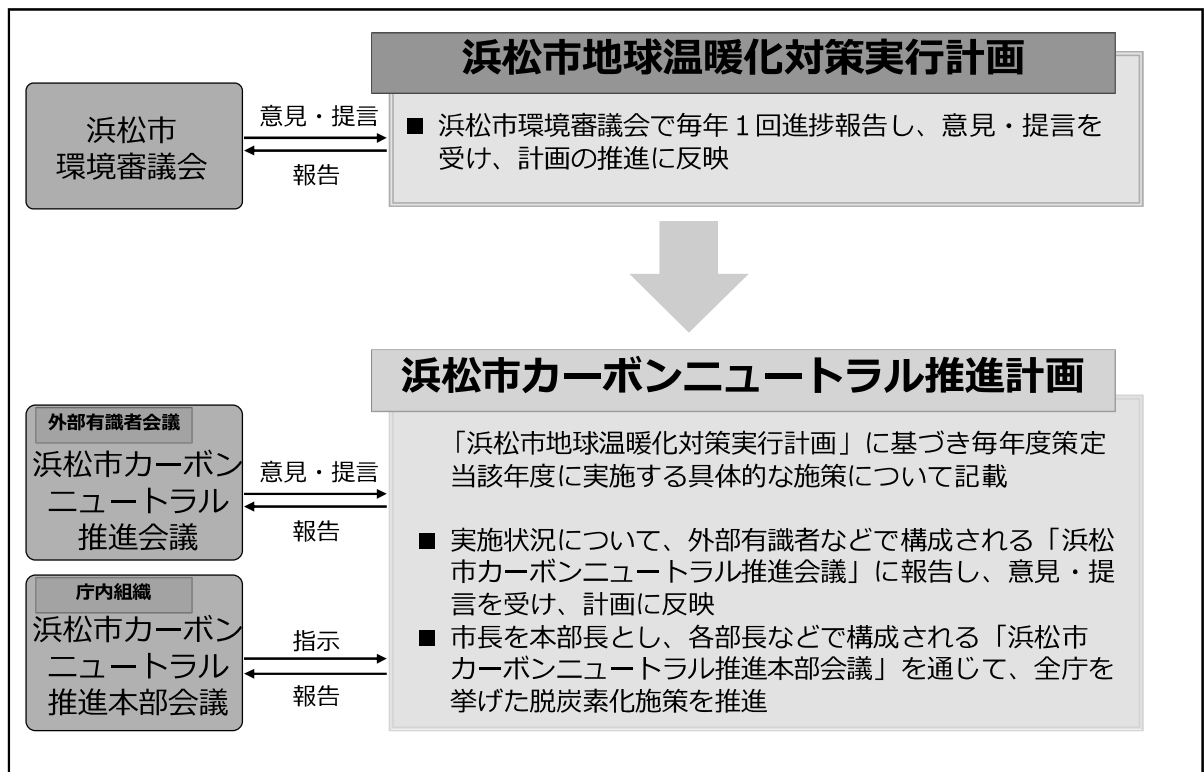 浜松市地球温暖化対策実行計画
浜松市
環境審議会
意見・提言
報告
■ 浜松市環境審議会で毎年１回進捗報告し、意見・提言を
受け、計画の推進に反映
浜松市カーボンニュートラル推進計画
外部有識者会議
浜松市カーボン
ニュートラル
推進会議
意見・提言
報告
「浜松市地球温暖化対策実行計画」に基づき毎年度策定
当該年度に実施する具体的な施策について記載
■ 実施状況について、外部有識者などで構成される「浜松
市カーボンニュートラル推進会議」に報告し、意見・提
言を受け、計画に反映
庁内組織
浜松市カーボン
ニュートラル
推進本部会議
指示
報告
■ 市長を本部長とし、各部長などで構成される「浜松市
カーボンニュートラル推進本部会議」を通じて、全庁を
挙げた脱炭素化施策を推進